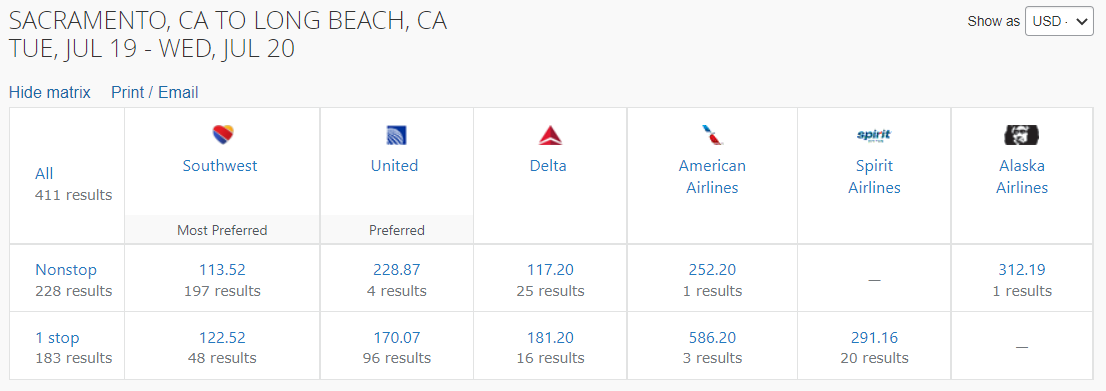 SACRAMENTO, CA TO LONG BEACH, CA
TUE, JUL 19 - WED, JUL 20
Show as USD -
Hide matrix Print / Email
All
411 results
Southwest
Most Preferred
United
Preferred
Delta
American
Airlines
spirit
Spirit
Airlines
Alaska
Airlines
Nonstop
228 results
113.52
197 results
228.87
4 results
117.20
25 results
252.20
1 results
—
312.19
1 results
1 stop
183 results
122.52
48 results
170.07
96 results
181.20
16 results
586.20
3 results
291.16
20 results
—